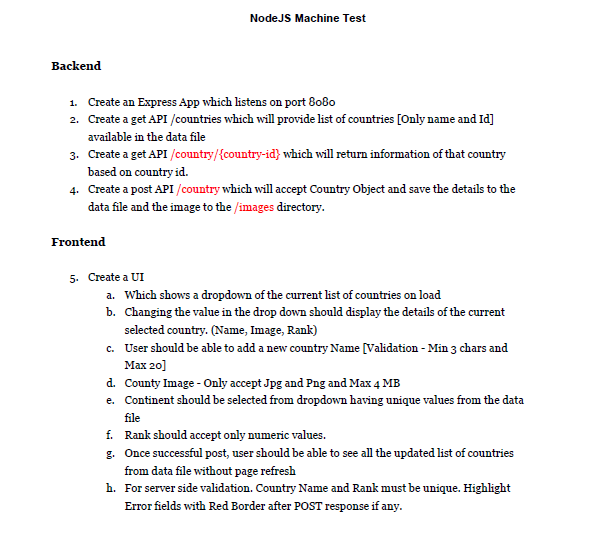 NodeJS Machine Test
Backend
1. Create an Express App which listens on port 8080
2. Create a get API /countries which will provide list of countries [Only name and Id]
available in the data file
3. Create a get API /country/{country-id} which will return information of that country
based on country id.
4. Create a post API /country which will accept Country Object and save the details to the
data file and the image to the /images directory.
Frontend
5. Create a UI
a. Which shows a dropdown of the current list of countries on load
b. Changing the value in the drop down should display the details of the current
selected country. (Name, Image, Rank)
c. User should be able to add a new country Name [Validation - Min 3 chars and
Max 20]
d. County Image - Only accept Jpg and Png and Max 4 MB
e. Continent should be selected from dropdown having unique values from the data
file
f. Rank should accept only numeric values.
g. Once successful post, user should be able to see all the updated list of countries
from data file without page refresh
h. For server side validation. Country Name and Rank must be unique. Highlight
Error fields with Red Border after POST response if any.